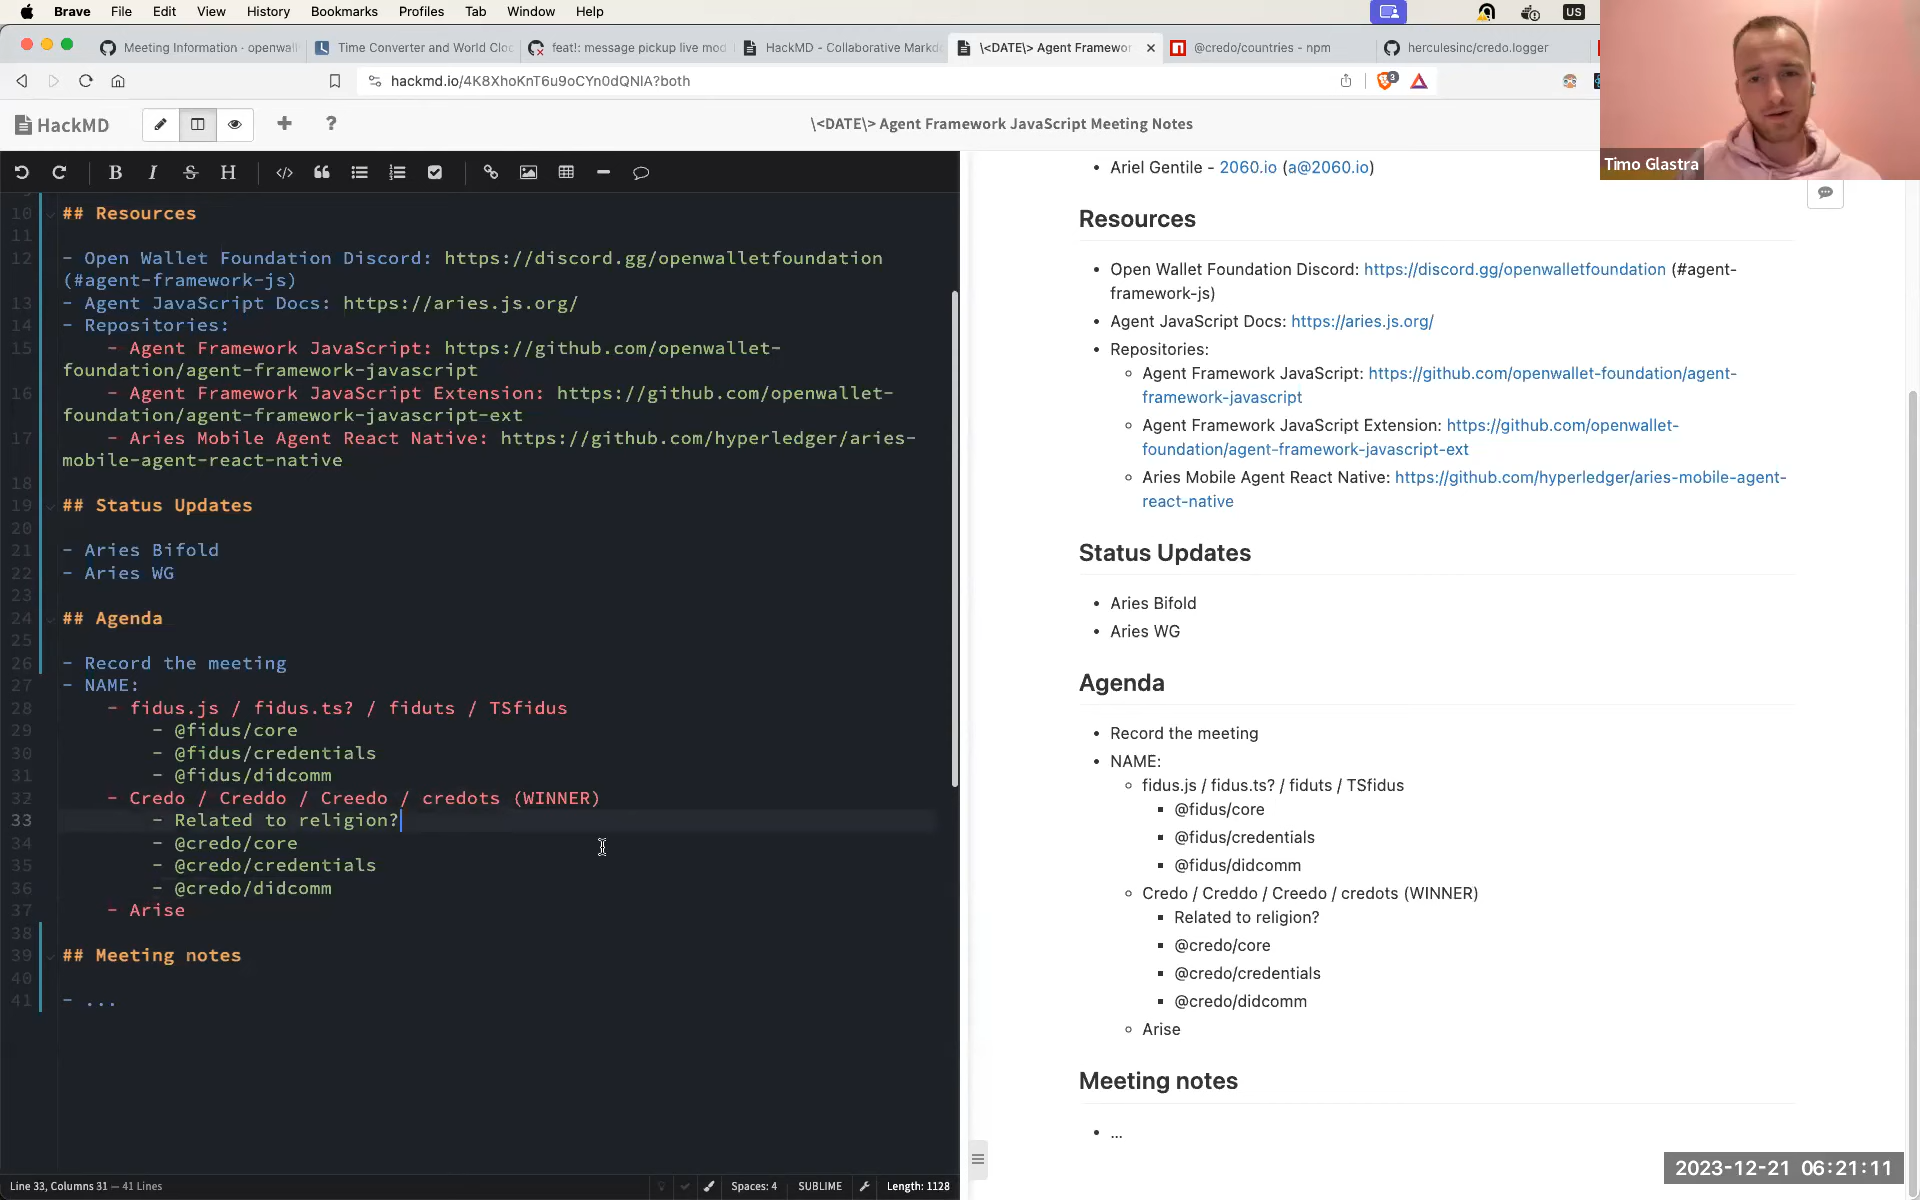 Brave File Edit View History Bookmarks Profiles Tab Window Help US
Meeting Information · openwall
Time Converter and World Cloc
feat!: message pickup live mod
HackMD - Collaborative Markdo
\<DATE\> Agent Framewor
@credo/countries - npm
herculesinc/credo.logger
hackmd.io/4K8XhoKnT6u9oCYn0dQNlA?both
3
HackMD
\<DATE\> Agent Framework JavaScript Meeting Notes
Timo Glastra
B I S H
10 ## Resources
11
12 - Open Wallet Foundation Discord: https://discord.gg/openwalletfoundation
(#agent-framework-js)
13 - Agent JavaScript Docs: https://aries.js.org/
14 - Repositories:
15 - Agent Framework JavaScript: https://github.com/openwallet-
foundation/agent-framework-javascript
16 - Agent Framework JavaScript Extension: https://github.com/openwallet-
foundation/agent-framework-javascript-ext
17 - Aries Mobile Agent React Native: https://github.com/hyperledger/aries-
mobile-agent-react-native
18
19 ## Status Updates
20
21 - Aries Bifold
22 - Aries WG
23
24 ## Agenda
25
26 - Record the meeting
27 - NAME:
28 - fidus.js / fidus.ts? / fiduts / TSfidus
29 - @fidus/core
30 - @fidus/credentials
31 - @fidus/didcomm
32 - Credo / Creddo / Creedo / credots (WINNER)
33 - Related to religion?
34 - @credo/core
35 - @credo/credentials
36 - @credo/didcomm
37 - Arise
38
39 ## Meeting notes
40
41 - ...
Line 33, Columns 31 — 41 Lines
Spaces: 4 SUBLIME Length: 1128
• Ariel Gentile - 2060.io (a@2060.io)
Resources
• Open Wallet Foundation Discord: https://discord.gg/openwalletfoundation (#agent-
framework-js)
• Agent JavaScript Docs: https://aries.js.org/
• Repositories:
◦ Agent Framework JavaScript: https://github.com/openwallet-foundation/agent-
framework-javascript
◦ Agent Framework JavaScript Extension: https://github.com/openwallet-
foundation/agent-framework-javascript-ext
◦ Aries Mobile Agent React Native: https://github.com/hyperledger/aries-mobile-agent-
react-native
Status Updates
• Aries Bifold
• Aries WG
Agenda
• Record the meeting
• NAME:
◦ fidus.js / fidus.ts? / fiduts / TSfidus
▪ @fidus/core
▪ @fidus/credentials
▪ @fidus/didcomm
◦ Credo / Creddo / Creedo / credots (WINNER)
▪ Related to religion?
▪ @credo/core
▪ @credo/credentials
▪ @credo/didcomm
◦ Arise
Meeting notes
• ...
2023-12-21 06:21:11